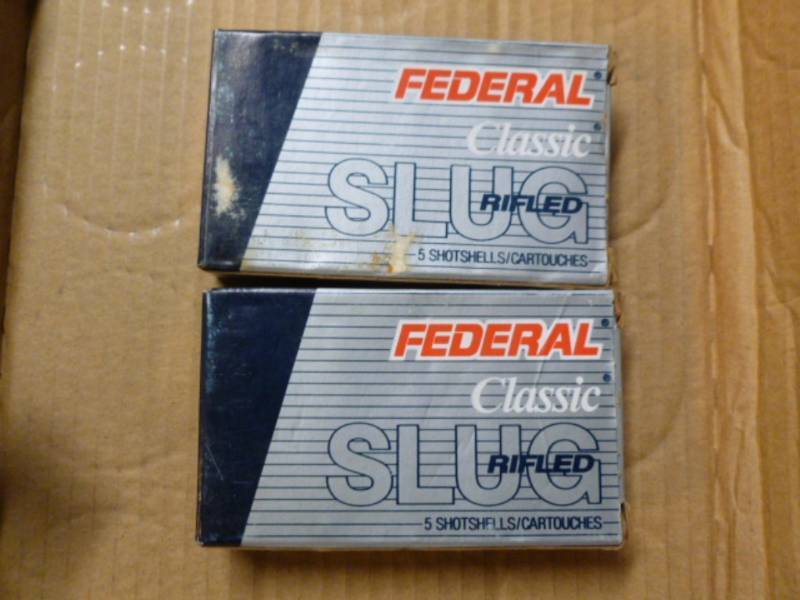 FEDERAL
Classic
SLUG
RIFLED
5 SHOTSHELLS/CARTOUCHES
FEDERAL
Classic
SLUG
RIFLED
5 SHOTSHELLS/CARTOUCHES